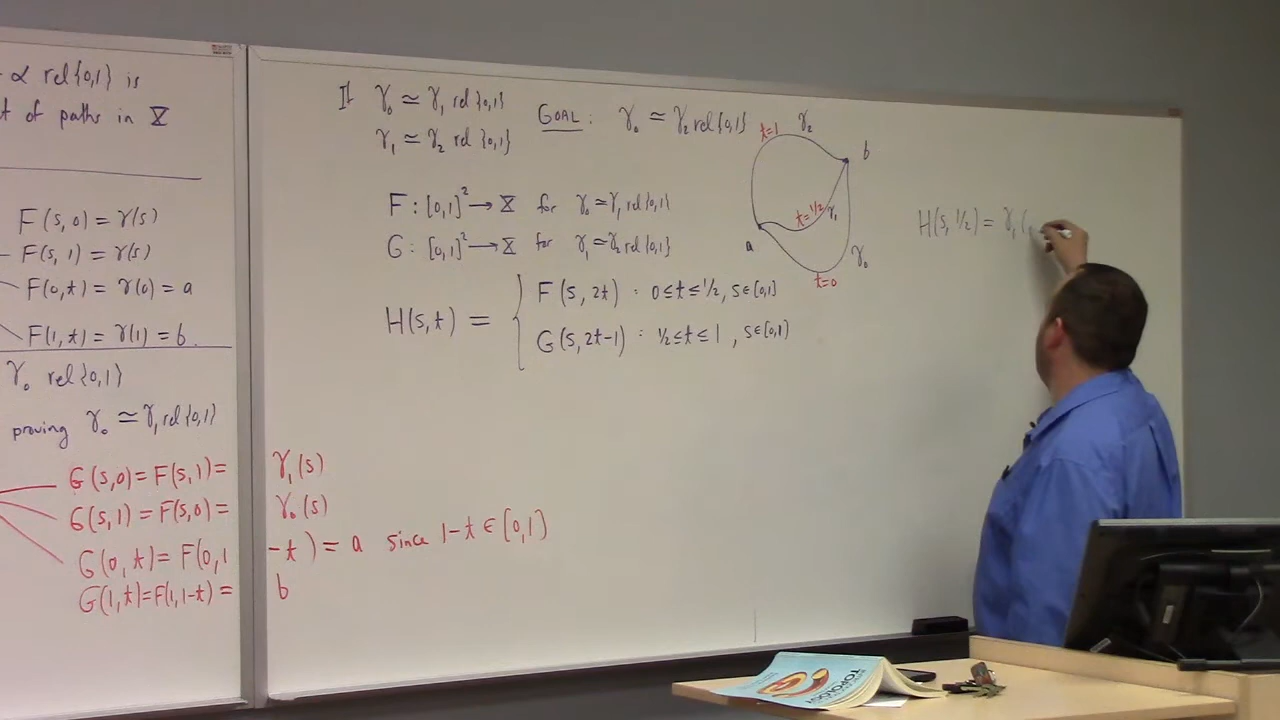 α rel{0,1} is
t of paths in X
F(s,0) = γ(s)
F(s,1) = γ(s)
F(0,t) = γ(0) = a
F(1,t) = γ(1) = b.
γ₀ rel{0,1}
proving γ₀ ≃ γ₁ rel{0,1}
G(s,0) = F(s,1) = γ₁(s)
G(s,1) = F(s,0) = γ₀(s)
G(0,t) = F(0,1-t) = a since 1-t ∈ [0,1]
G(1,t) = F(1,1-t) = b
If γ₀ ≃ γ₁ rel{0,1}
γ₁ ≃ γ₂ rel{0,1}
GOAL: γ₀ ≃ γ₂ rel{0,1}
F: [0,1]² → X for γ₀ ≃ γ₁ rel{0,1}
G: [0,1]² → X for γ₁ ≃ γ₂ rel{0,1}
H(s,t) =
F(s,2t) : 0≤t≤1/2, s∈[0,1]
G(s,2t-1) : 1/2≤t≤1, s∈[0,1]
t=1
γ₂
b
t=1/2
γ₁
a
γ₀
t=0
H(s,1/2) = γ₁(
TOPOLOGY